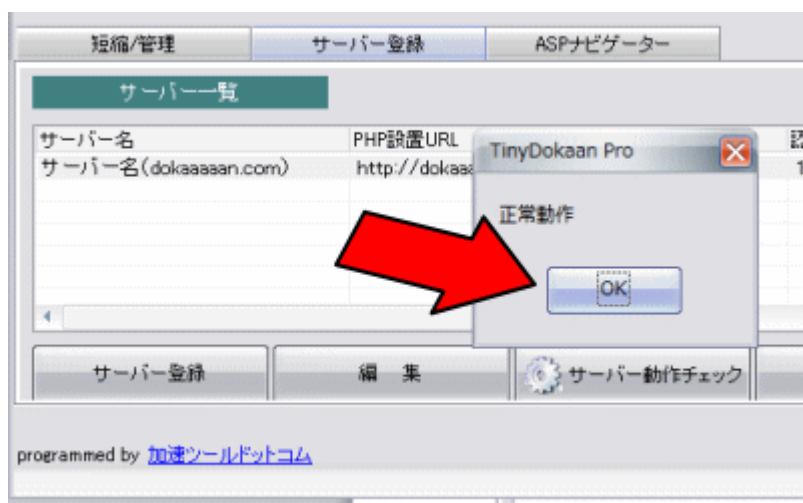 短縮/管理 サーバー登録 ASPナビゲーター
サーバー一覧
サーバー名 PHP設置URL
サーバー名(dokaaaaan.com) http://dokaaa
TinyDokaan Pro
正常動作
OK
サーバー登録 編 集 サーバー動作チェック
programmed by 加速ツールドットコム